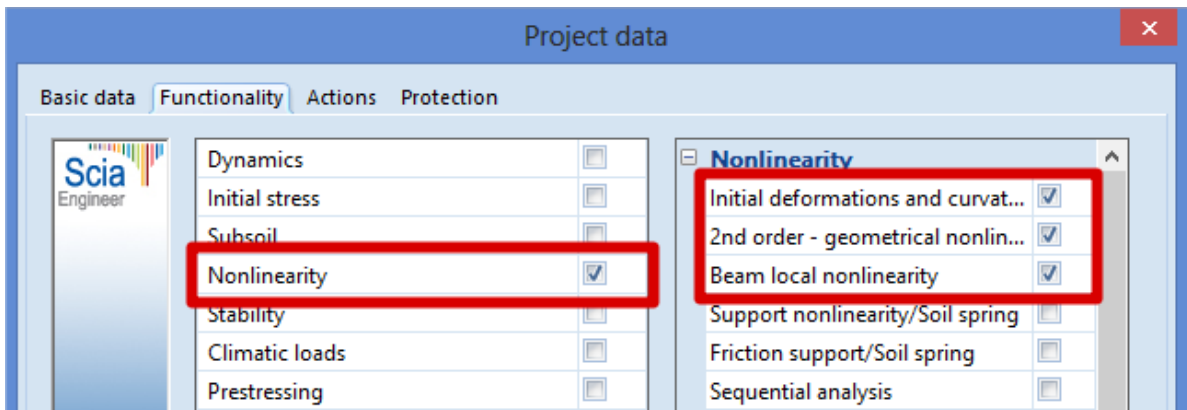 Project data
Basic data Functionality Actions Protection
Scia
Engineer
Dynamics
Initial stress
Subsoil
Nonlinearity
Stability
Climatic loads
Prestressing
Nonlinearity
Initial deformations and curvat...
2nd order - geometrical nonlin...
Beam local nonlinearity
Support nonlinearity/Soil spring
Friction support/Soil spring
Sequential analysis